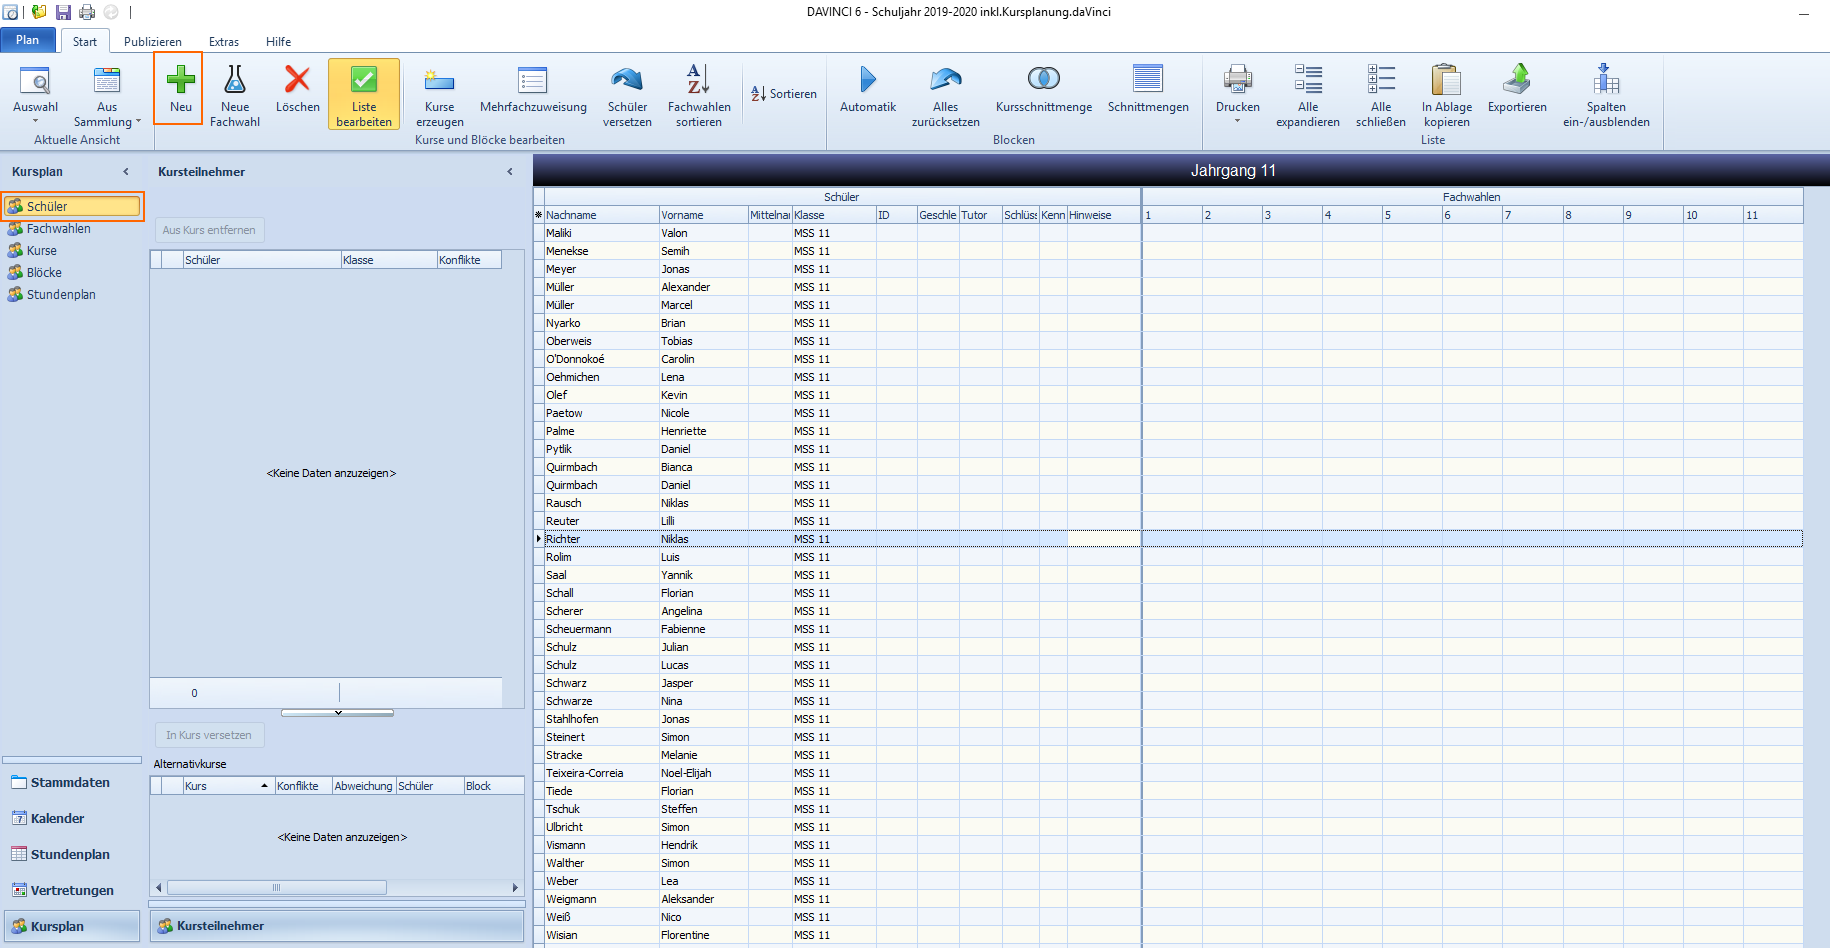 DAVINCI 6 - Schuljahr 2019-2020 inkl.Kursplanung.daVinci
Plan Start Publizieren Extras Hilfe
Auswahl
Aus Sammlung
Neu
Neue Fachwahl
Löschen
Liste bearbeiten
Kurse erzeugen
Mehrfachzuweisung
Schüler versetzen
Fachwahlen sortieren
Sortieren
Automatik
Alles zurücksetzen
Kursschnittmenge
Schnittmengen
Drucken
Alle expandieren
Alle schließen
In Ablage kopieren
Exportieren
Spalten ein-/ausblenden
Aktuelle Ansicht
Kurse und Blöcke bearbeiten
Blocken
Liste
Kursplan
Schüler
Fachwahlen
Kurse
Blöcke
Stundenplan
Stammdaten
Kalender
Stundenplan
Vertretungen
Kursplan
Kursteilnehmer
Aus Kurs entfernen
Schüler Klasse Konflikte
<Keine Daten anzuzeigen>
0
In Kurs versetzen
Alternativkurse
Kurs Konflikte Abweichung Schüler Block
<Keine Daten anzuzeigen>
Kursteilnehmer
Jahrgang 11
Schüler Fachwahlen
Nachname Vorname Mittelnar Klasse ID Geschle Tutor Schlüss Kenn Hinweise 1 2 3 4 5 6 7 8 9 10 11
Maliki Valon MSS 11
Menekse Semih MSS 11
Meyer Jonas MSS 11
Müller Alexander MSS 11
Müller Marcel MSS 11
Nyarko Brian MSS 11
Oberweis Tobias MSS 11
O'Donnokoé Carolin MSS 11
Oehmichen Lena MSS 11
Olef Kevin MSS 11
Paetow Nicole MSS 11
Palme Henriette MSS 11
Pytlik Daniel MSS 11
Quirmbach Bianca MSS 11
Quirmbach Daniel MSS 11
Rausch Niklas MSS 11
Reuter Lilli MSS 11
Richter Niklas MSS 11
Rolim Luis MSS 11
Saal Yannik MSS 11
Schall Florian MSS 11
Scherer Angelina MSS 11
Scheuermann Fabienne MSS 11
Schulz Julian MSS 11
Schulz Lucas MSS 11
Schwarz Jasper MSS 11
Schwarze Nina MSS 11
Stahlhofen Jonas MSS 11
Steinert Simon MSS 11
Stracke Melanie MSS 11
Teixeira-Correia Noel-Elijah MSS 11
Tiede Florian MSS 11
Tschuk Steffen MSS 11
Ulbricht Simon MSS 11
Vismann Hendrik MSS 11
Walther Simon MSS 11
Weber Lea MSS 11
Weigmann Aleksander MSS 11
Weiß Nico MSS 11
Wisian Florentine MSS 11